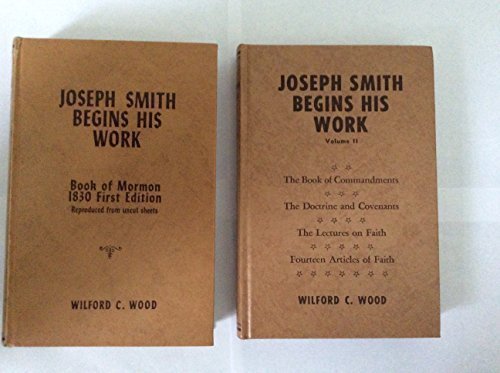 JOSEPH SMITH
BEGINS HIS
WORK
Book of Mormon
1830 First Edition
Reproduced from uncut sheets
WILFORD C. WOOD
JOSEPH SMITH
BEGINS HIS
WORK
Volume II
The Book of Commandments
The Doctrine and Covenants
The Lectures on Faith
Fourteen Articles of Faith
WILFORD C. WOOD